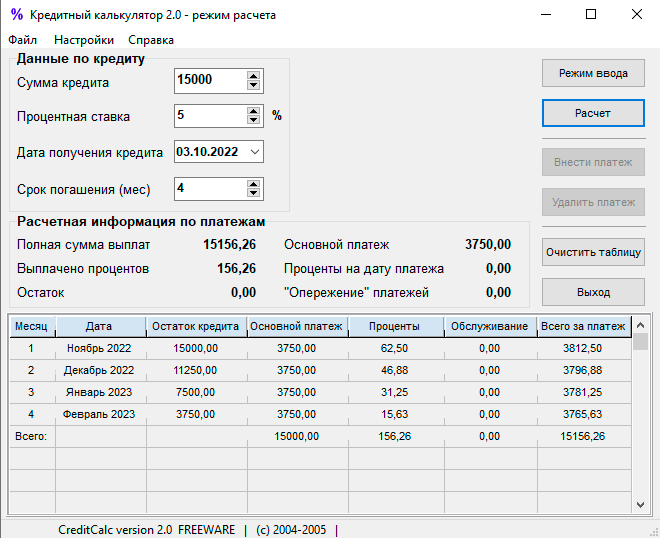 % Кредитный калькулятор 2.0 - режим расчета
Файл Настройки Справка
Данные по кредиту
Сумма кредита 15000
Процентная ставка 5 %
Дата получения кредита 03.10.2022
Срок погашения (мес) 4
Режим ввода
Расчет
Внести платеж
Удалить платеж
Очистить таблицу
Выход
Расчетная информация по платежам
Полная сумма выплат 15156,26 Основной платеж 3750,00
Выплачено процентов 156,26 Проценты на дату платежа 0,00
Остаток 0,00 "Опережение" платежей 0,00
Месяц Дата Остаток кредита Основной платеж Проценты Обслуживание Всего за платеж
1 Ноябрь 2022 15000,00 3750,00 62,50 0,00 3812,50
2 Декабрь 2022 11250,00 3750,00 46,88 0,00 3796,88
3 Январь 2023 7500,00 3750,00 31,25 0,00 3781,25
4 Февраль 2023 3750,00 3750,00 15,63 0,00 3765,63
Всего: 15000,00 156,26 0,00 15156,26
CreditCalc version 2.0 FREEWARE | (c) 2004-2005 |